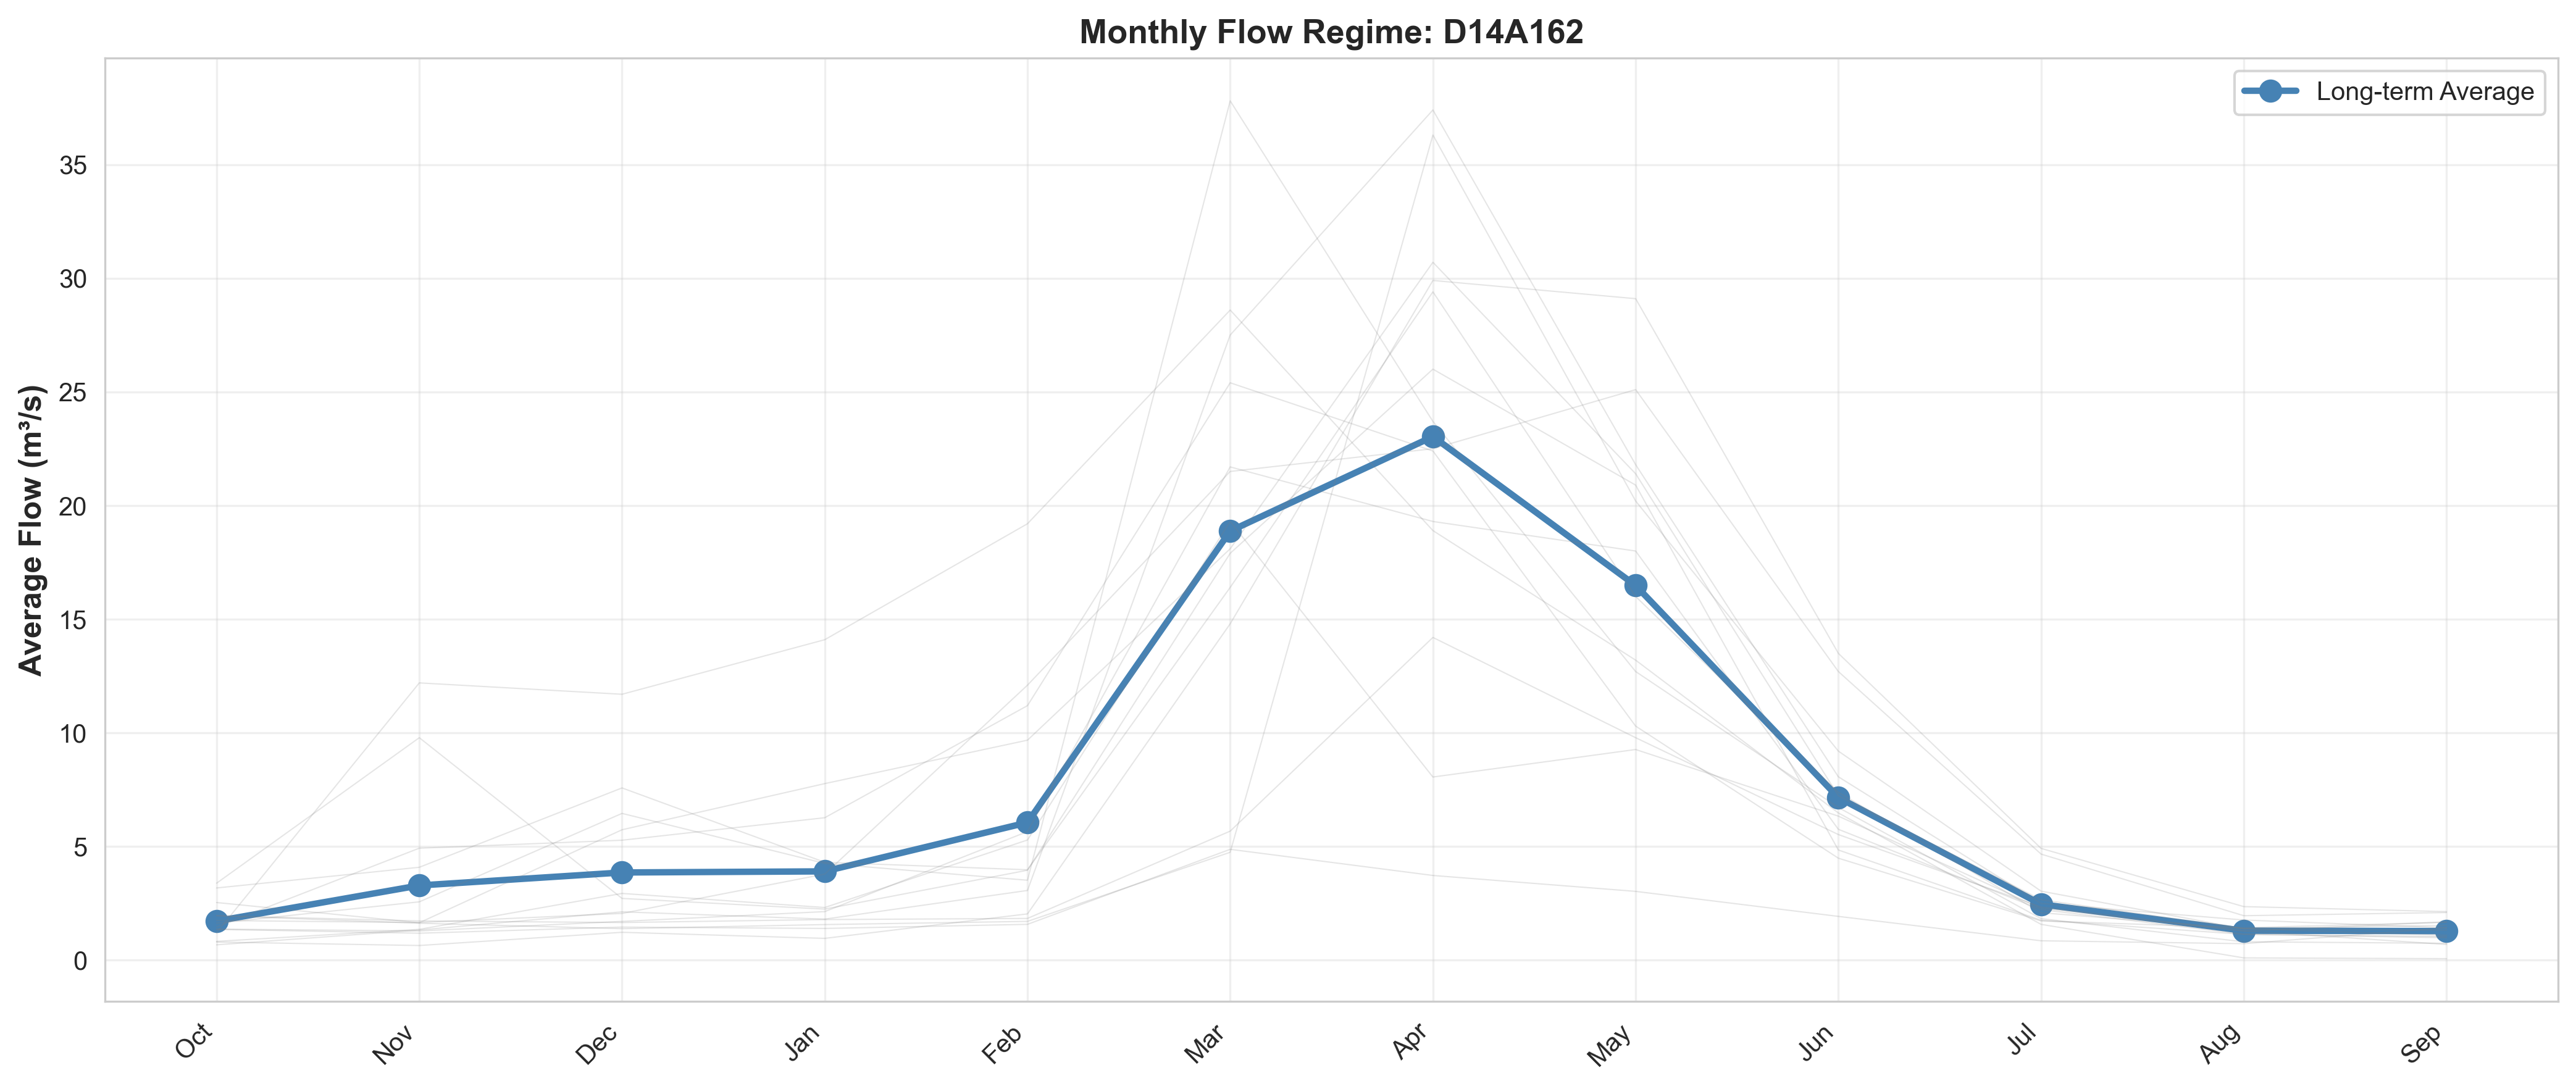 Monthly Flow Regime: D14A162
Long-term Average
Average Flow (m³/s)
35
30
25
20
15
10
5
0
Oct
Nov
Dec
Jan
Feb
Mar
Apr
May
Jun
Jul
Aug
Sep